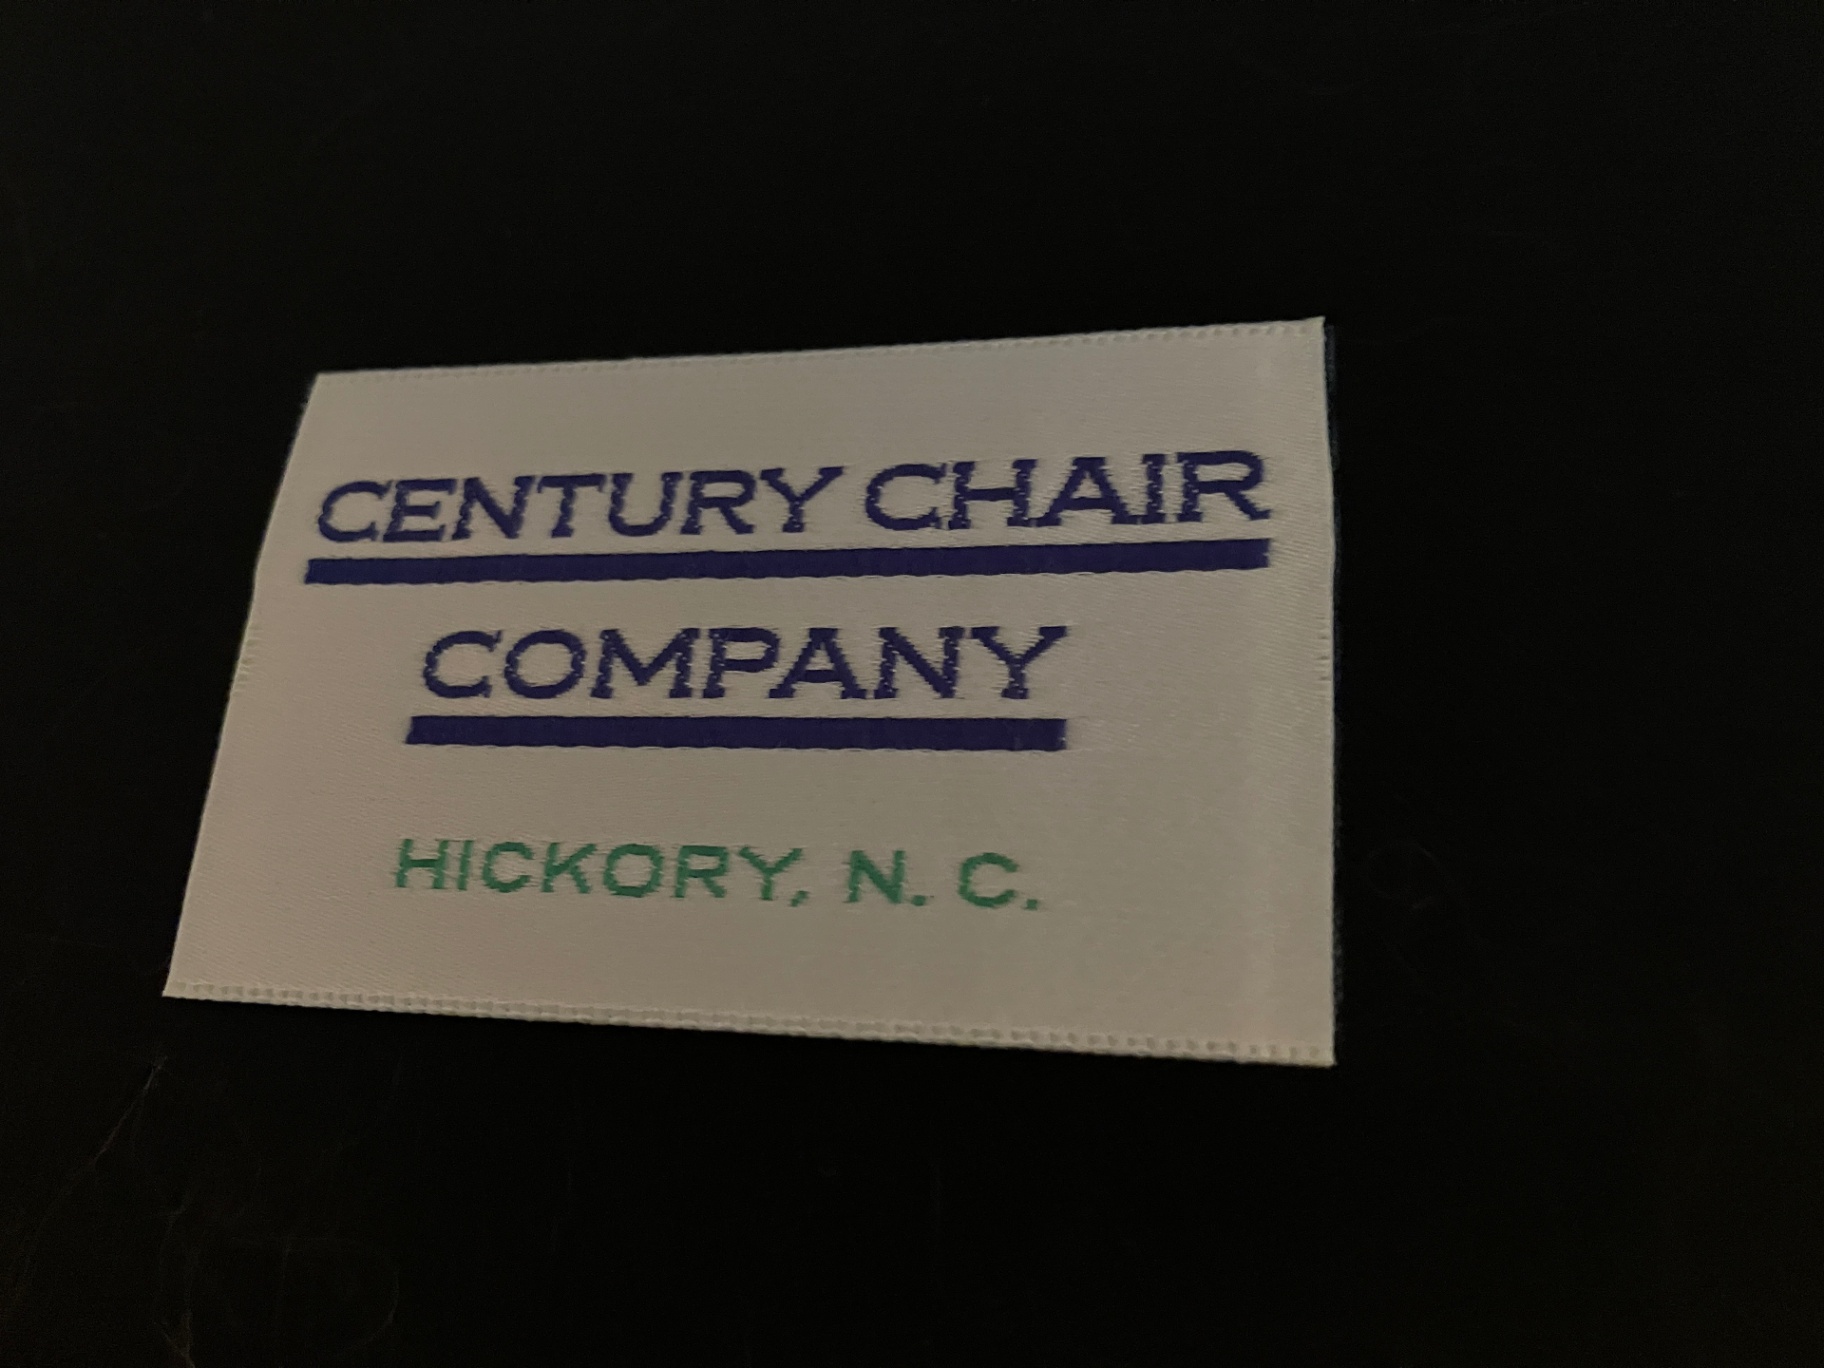 CENTURY CHAIR
COMPANY
HICKORY, N. C.